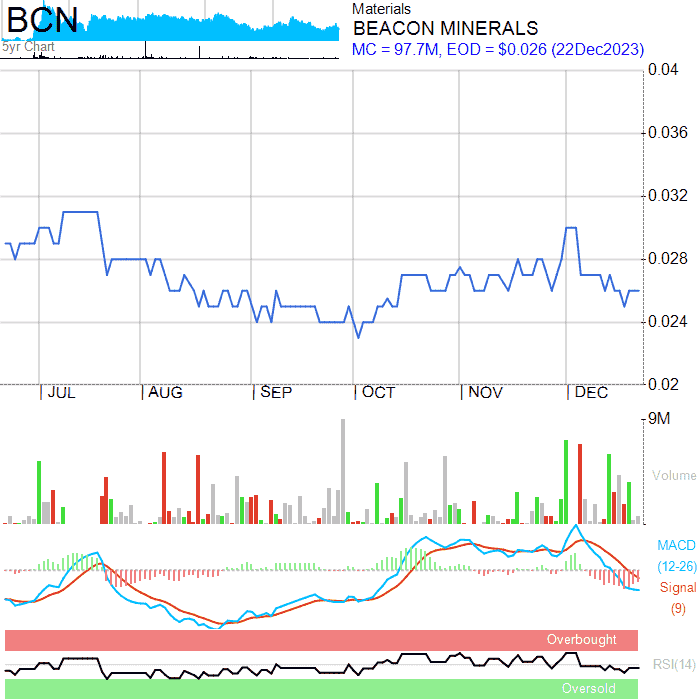 BCN
5yr Chart
Materials
BEACON MINERALS
MC = 97.7M, EOD = $0.026 (22Dec2023)
0.04
0.036
0.032
0.028
0.024
0.02
JUL AUG SEP OCT NOV DEC
9M
Volume
MACD
(12-26)
Signal
(9)
Overbought
RSI(14)
Oversold